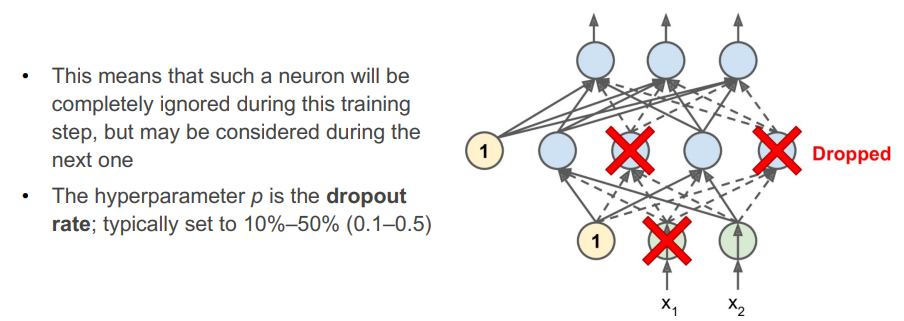 • This means that such a neuron will be
completely ignored during this training
step, but may be considered during the
next one
• The hyperparameter p is the dropout
rate; typically set to 10%–50% (0.1–0.5)
1
Dropped
1
x₁ x₂